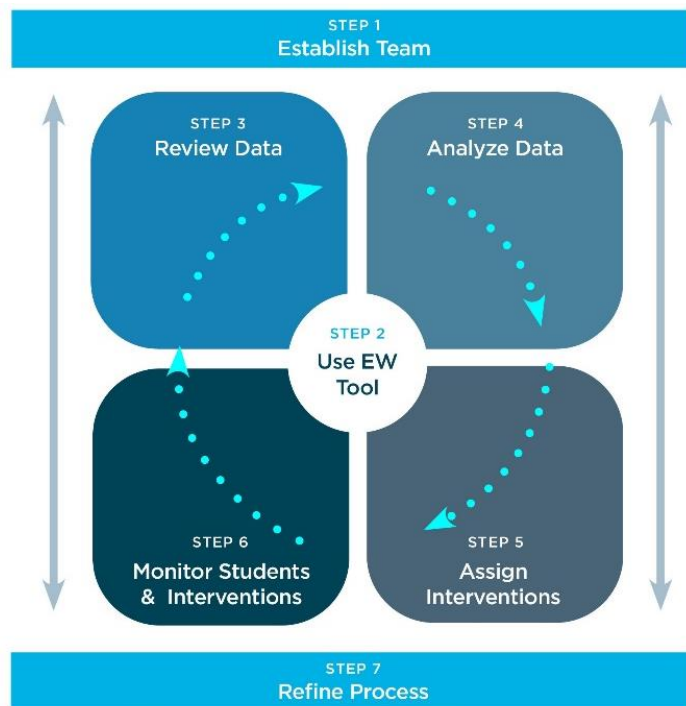 STEP 1
Establish Team
STEP 3
Review Data
STEP 4
Analyze Data
STEP 2
Use EW
Tool
STEP 6
Monitor Students
& Interventions
STEP 5
Assign
Interventions
STEP 7
Refine Process